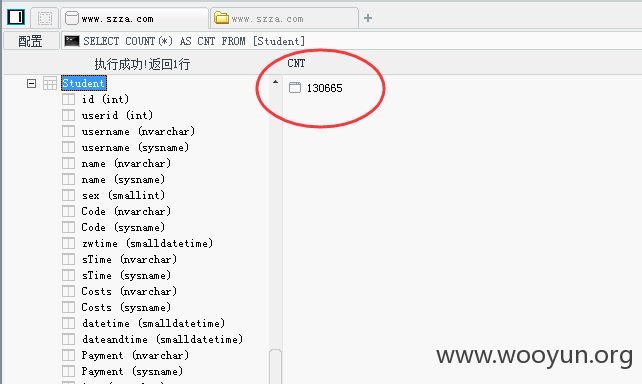 www.szza.com
www.szza.com
配置
SELECT COUNT(*) AS CNT FROM [Student]
执行成功!返回1行
CNT
Student
130665
id (int)
userid (int)
username (nvarchar)
username (sysname)
name (nvarchar)
name (sysname)
sex (smallint)
Code (nvarchar)
Code (sysname)
zwtime (smalldatetime)
sTime (nvarchar)
sTime (sysname)
Costs (nvarchar)
Costs (sysname)
datetime (smalldatetime)
dateandtime (smalldatetime)
Payment (nvarchar)
Payment (sysname)
www.wooyun.org